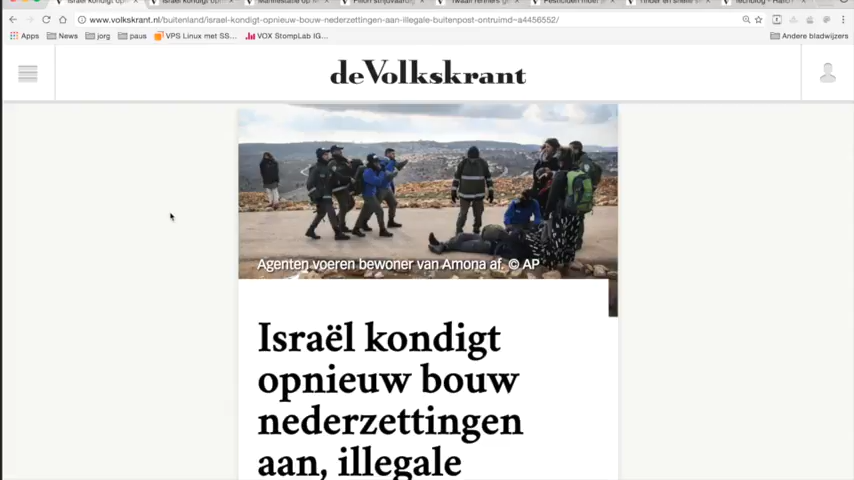 www.volkskrant.nl/buitenland/israel-kondigt-opnieuw-bouw-nederzettingen-aan-illegale-buitenpost-ontruimd~a4456552/
Apps News jorg paus VPS Linux met SS... VOX StompLab IG... Andere bladwijzers
de Volkskrant
Agenten voeren bewoner van Amona af. © AP
Israël kondigt
opnieuw bouw
nederzettingen
aan, illegale